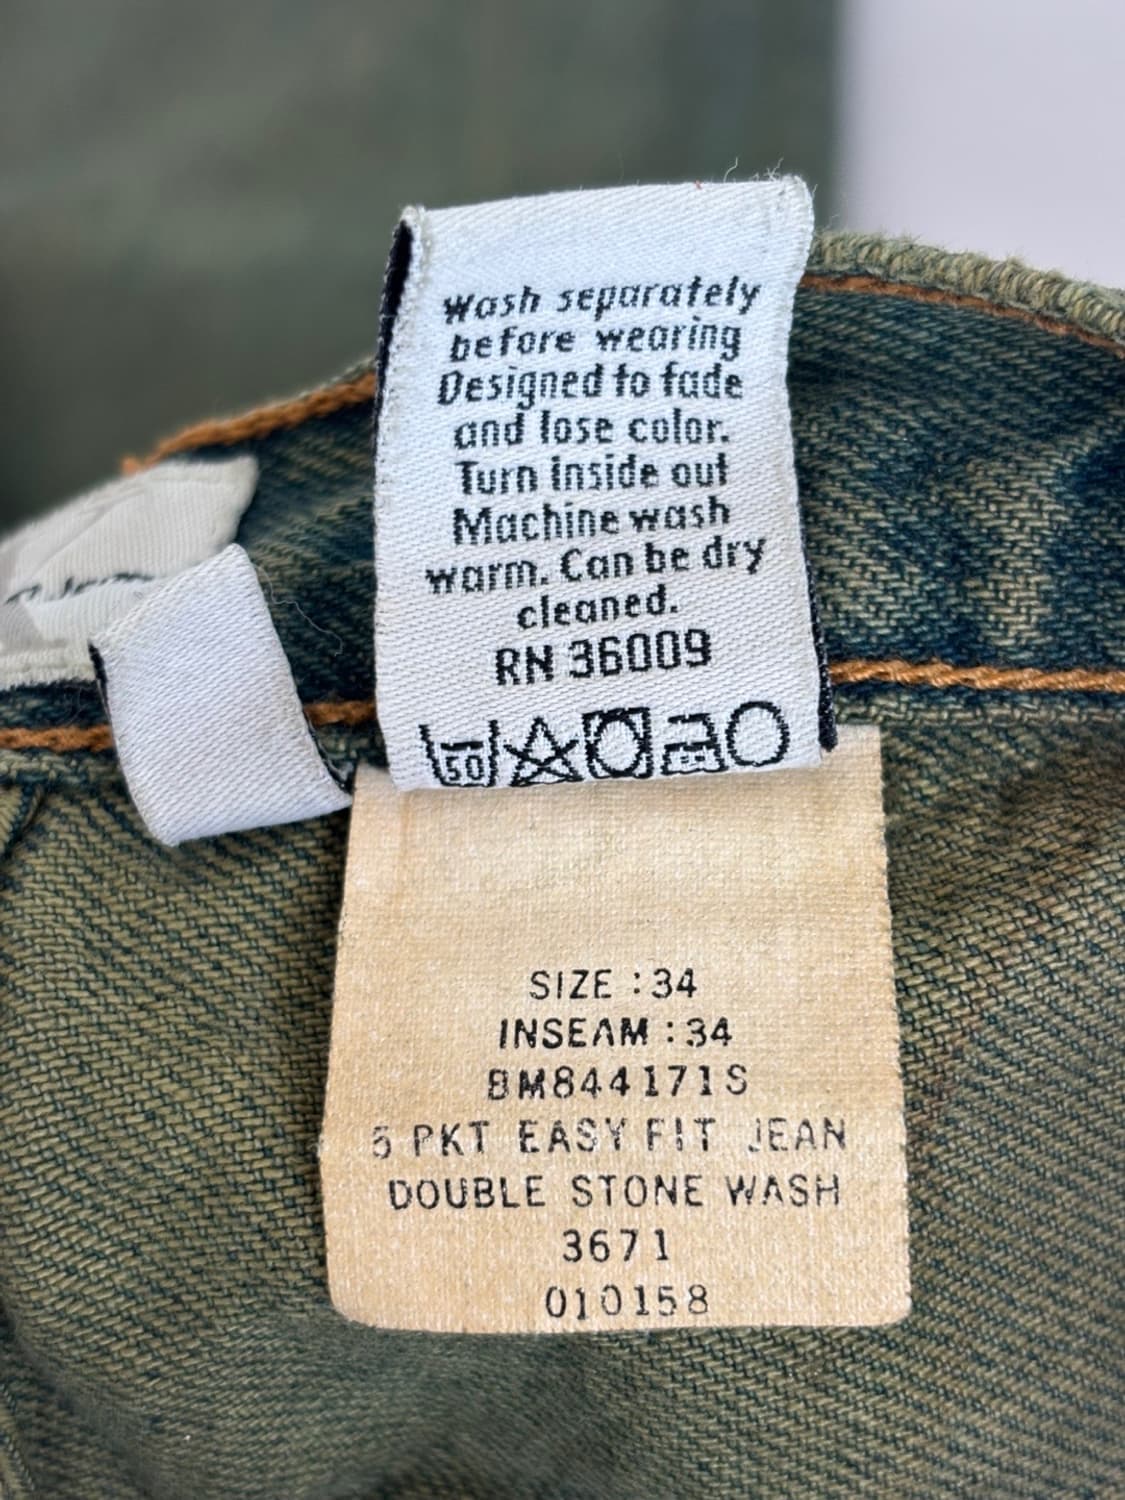 Wash separately
before wearing
Designed to fade
and lose color.
Turn inside out
Machine wash
warm. Can be dry
cleaned.
RN 36009
50
SIZE : 34
INSEAM : 34
BM844171S
5 PKT EASY FIT JEAN
DOUBLE STONE WASH
3671
010158